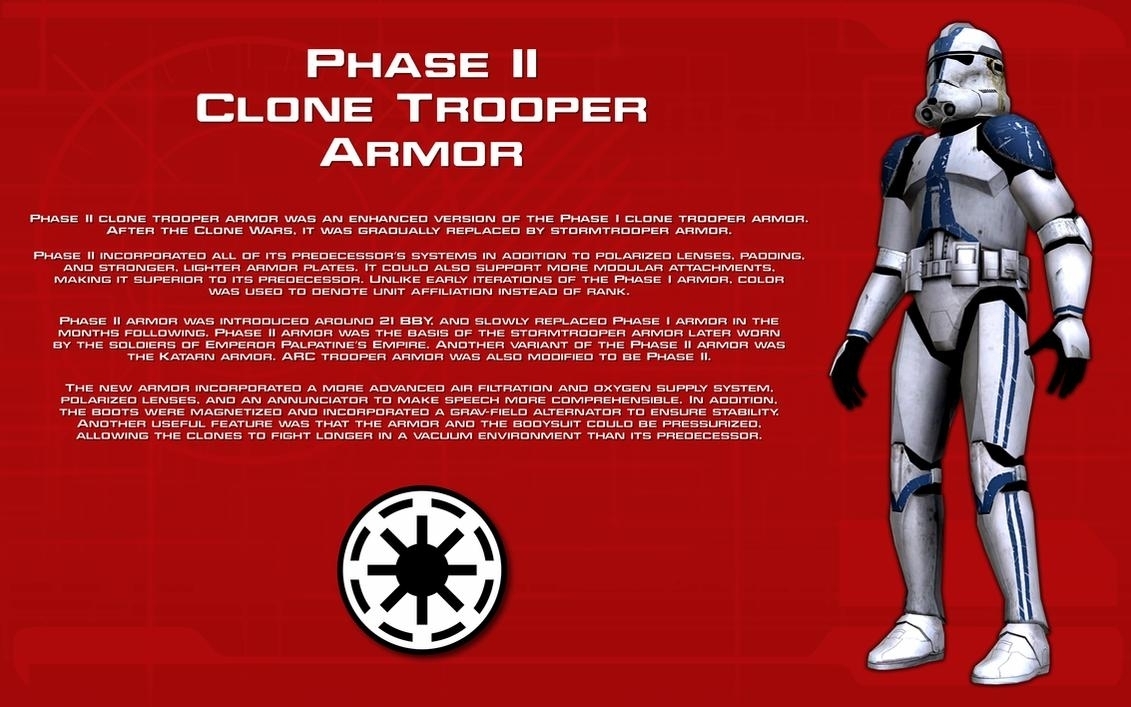 Phase II
Clone Trooper
Armor
Phase II clone trooper armor was an enhanced version of the Phase I clone trooper armor.
After the Clone Wars, it was gradually replaced by stormtrooper armor.
Phase II incorporated all of its predecessor's systems in addition to polarized lenses, padding,
and stronger, lighter armor plates. It could also support more modular attachments,
making it superior to its predecessor. Unlike early iterations of the Phase I armor, color
was used to denote unit affiliation instead of rank.
Phase II armor was introduced around 21 BBY, and slowly replaced Phase I armor in the
months following. Phase II armor was the basis of the stormtrooper armor later worn
by the soldiers of Emperor Palpatine's Empire. Another variant of the Phase II armor was
the Katarn armor. ARC trooper armor was also modified to be Phase II.
The new armor incorporated a more advanced air filtration and oxygen supply system,
polarized lenses, and an annunciator to make speech more comprehensible. In addition,
the boots were magnetized and incorporated a grav-field alternator to ensure stability.
Another useful feature was that the armor and the bodysuit could be pressurized,
allowing the clones to fight longer in a vacuum environment than its predecessor.